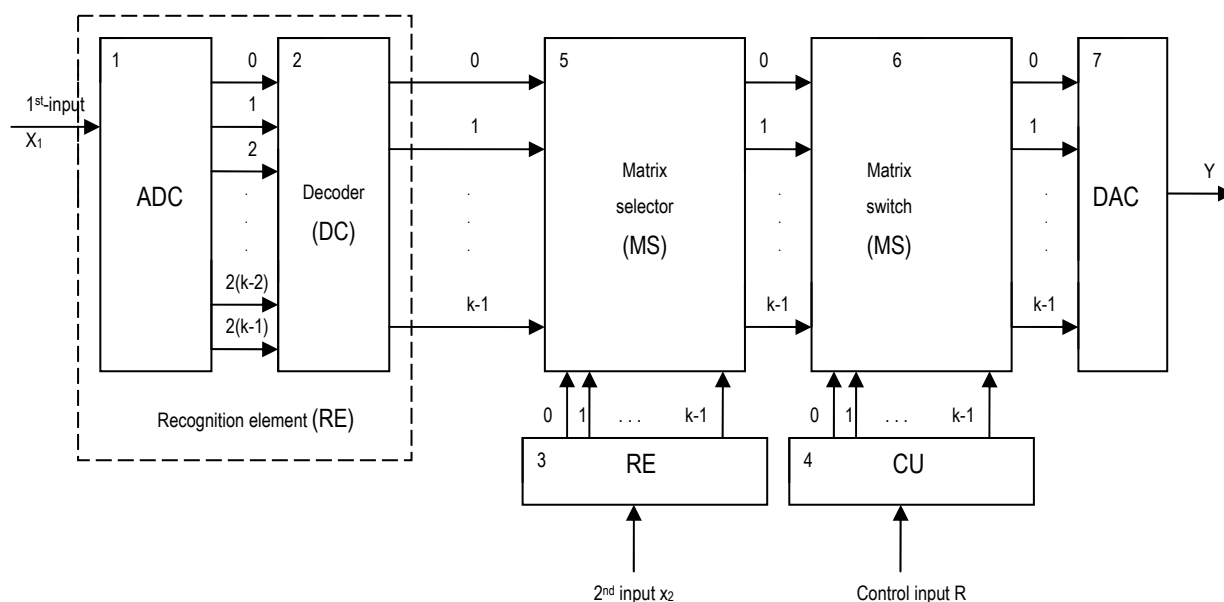 1
0
2
0
5
0
6
0
7
1st-input
X1
1
1
1
1
2
ADC
Decoder
(DC)
Matrix
selector
(MS)
Matrix
switch
(MS)
DAC
Y
2(k-2)
2(k-1)
k-1
k-1
k-1
Recognition element (RE)
0 1 . . . k-1
0 1 . . . k-1
3
RE
4
CU
2nd input x2
Control input R